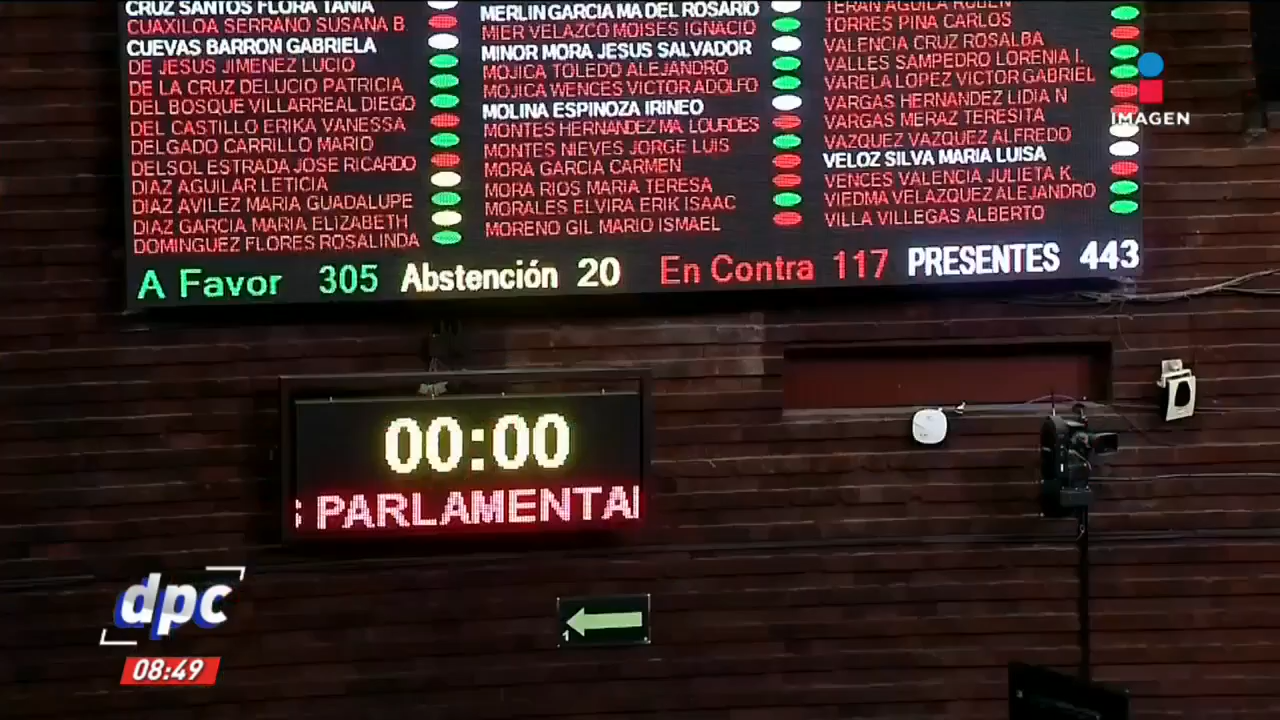 CRUZ SANTOS FLORA TANIA
CUAXILOA SERRANO SUSANA B.
CUEVAS BARRON GABRIELA
DE JESUS JIMENEZ LUCIO
DE LA CRUZ DELUCIO PATRICIA
DEL BOSQUE VILLARREAL DIEGO
DEL CASTILLO ERIKA VANESSA
DELGADO CARRILLO MARIO
DELSOL ESTRADA JOSE RICARDO
DIAZ AGUILAR LETICIA
DIAZ AVILEZ MARIA GUADALUPE
DIAZ GARCIA MARIA ELIZABETH
DOMINGUEZ FLORES ROSALINDA
MERLIN GARCIA MA DEL ROSARIO
MIER VELAZCO MOISES IGNACIO
MINOR MORA JESUS SALVADOR
MOJICA TOLEDO ALEJANDRO
MOJICA WENCES VICTOR ADOLFO
MOLINA ESPINOZA IRINEO
MONTES HERNANDEZ MA. LOURDES
MONTES NIEVES JORGE LUIS
MORA GARCIA CARMEN
MORA RIOS MARIA TERESA
MORALES ELVIRA ERIK ISAAC
MORENO GIL MARIO ISMAEL
TERAN AGUILA RUBEN
TORRES PIÑA CARLOS
VALENCIA CRUZ ROSALBA
VALLES SAMPEDRO LORENIA I.
VARELA LOPEZ VICTOR GABRIEL
VARGAS HERNANDEZ LIDIA N
VARGAS MERAZ TERESITA
VAZQUEZ VAZQUEZ ALFREDO
VELOZ SILVA MARIA LUISA
VENCES VALENCIA JULIETA K.
VIEDMA VELAZQUEZ ALEJANDRO
VILLA VILLEGAS ALBERTO
A Favor 305 Abstención 20 En Contra 117 PRESENTES 443
IMAGEN
00:00
PARLAMENTA
1
dpc
08:49